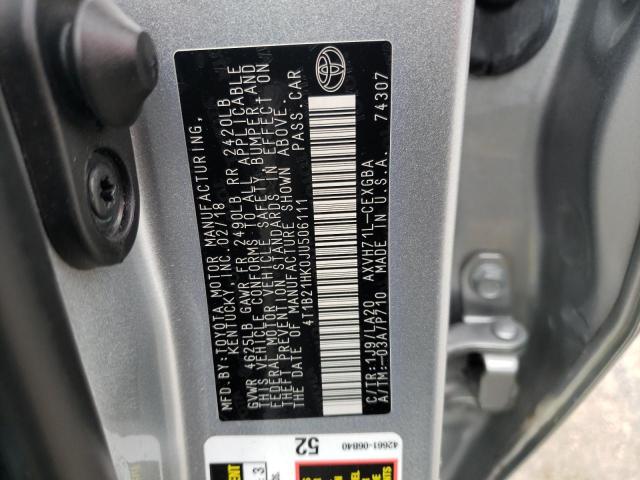 MFD.BY:TOYOTA MOTOR MANUFACTURING,
KENTUCKY, INC. 02/18
GVWR 4625LB GAWR FR 2490LB RR 2420LB
THIS VEHICLE CONFORMS TO ALL APPLICABLE
FEDERAL MOTOR VEHICLE SAFETY, BUMPER, AND
THEFT PREVENTION STANDARDS IN EFFECT ON
THE DATE OF MANUFACTURE SHOWN ABOVE.
4T1B21HK0JU506111 PASS.CAR
C/TR:1J9/LA20 AXVH71L-CEXGBA
A/TM:-03A/P710 MADE IN U.S.A. 74307
52
42661-06B40